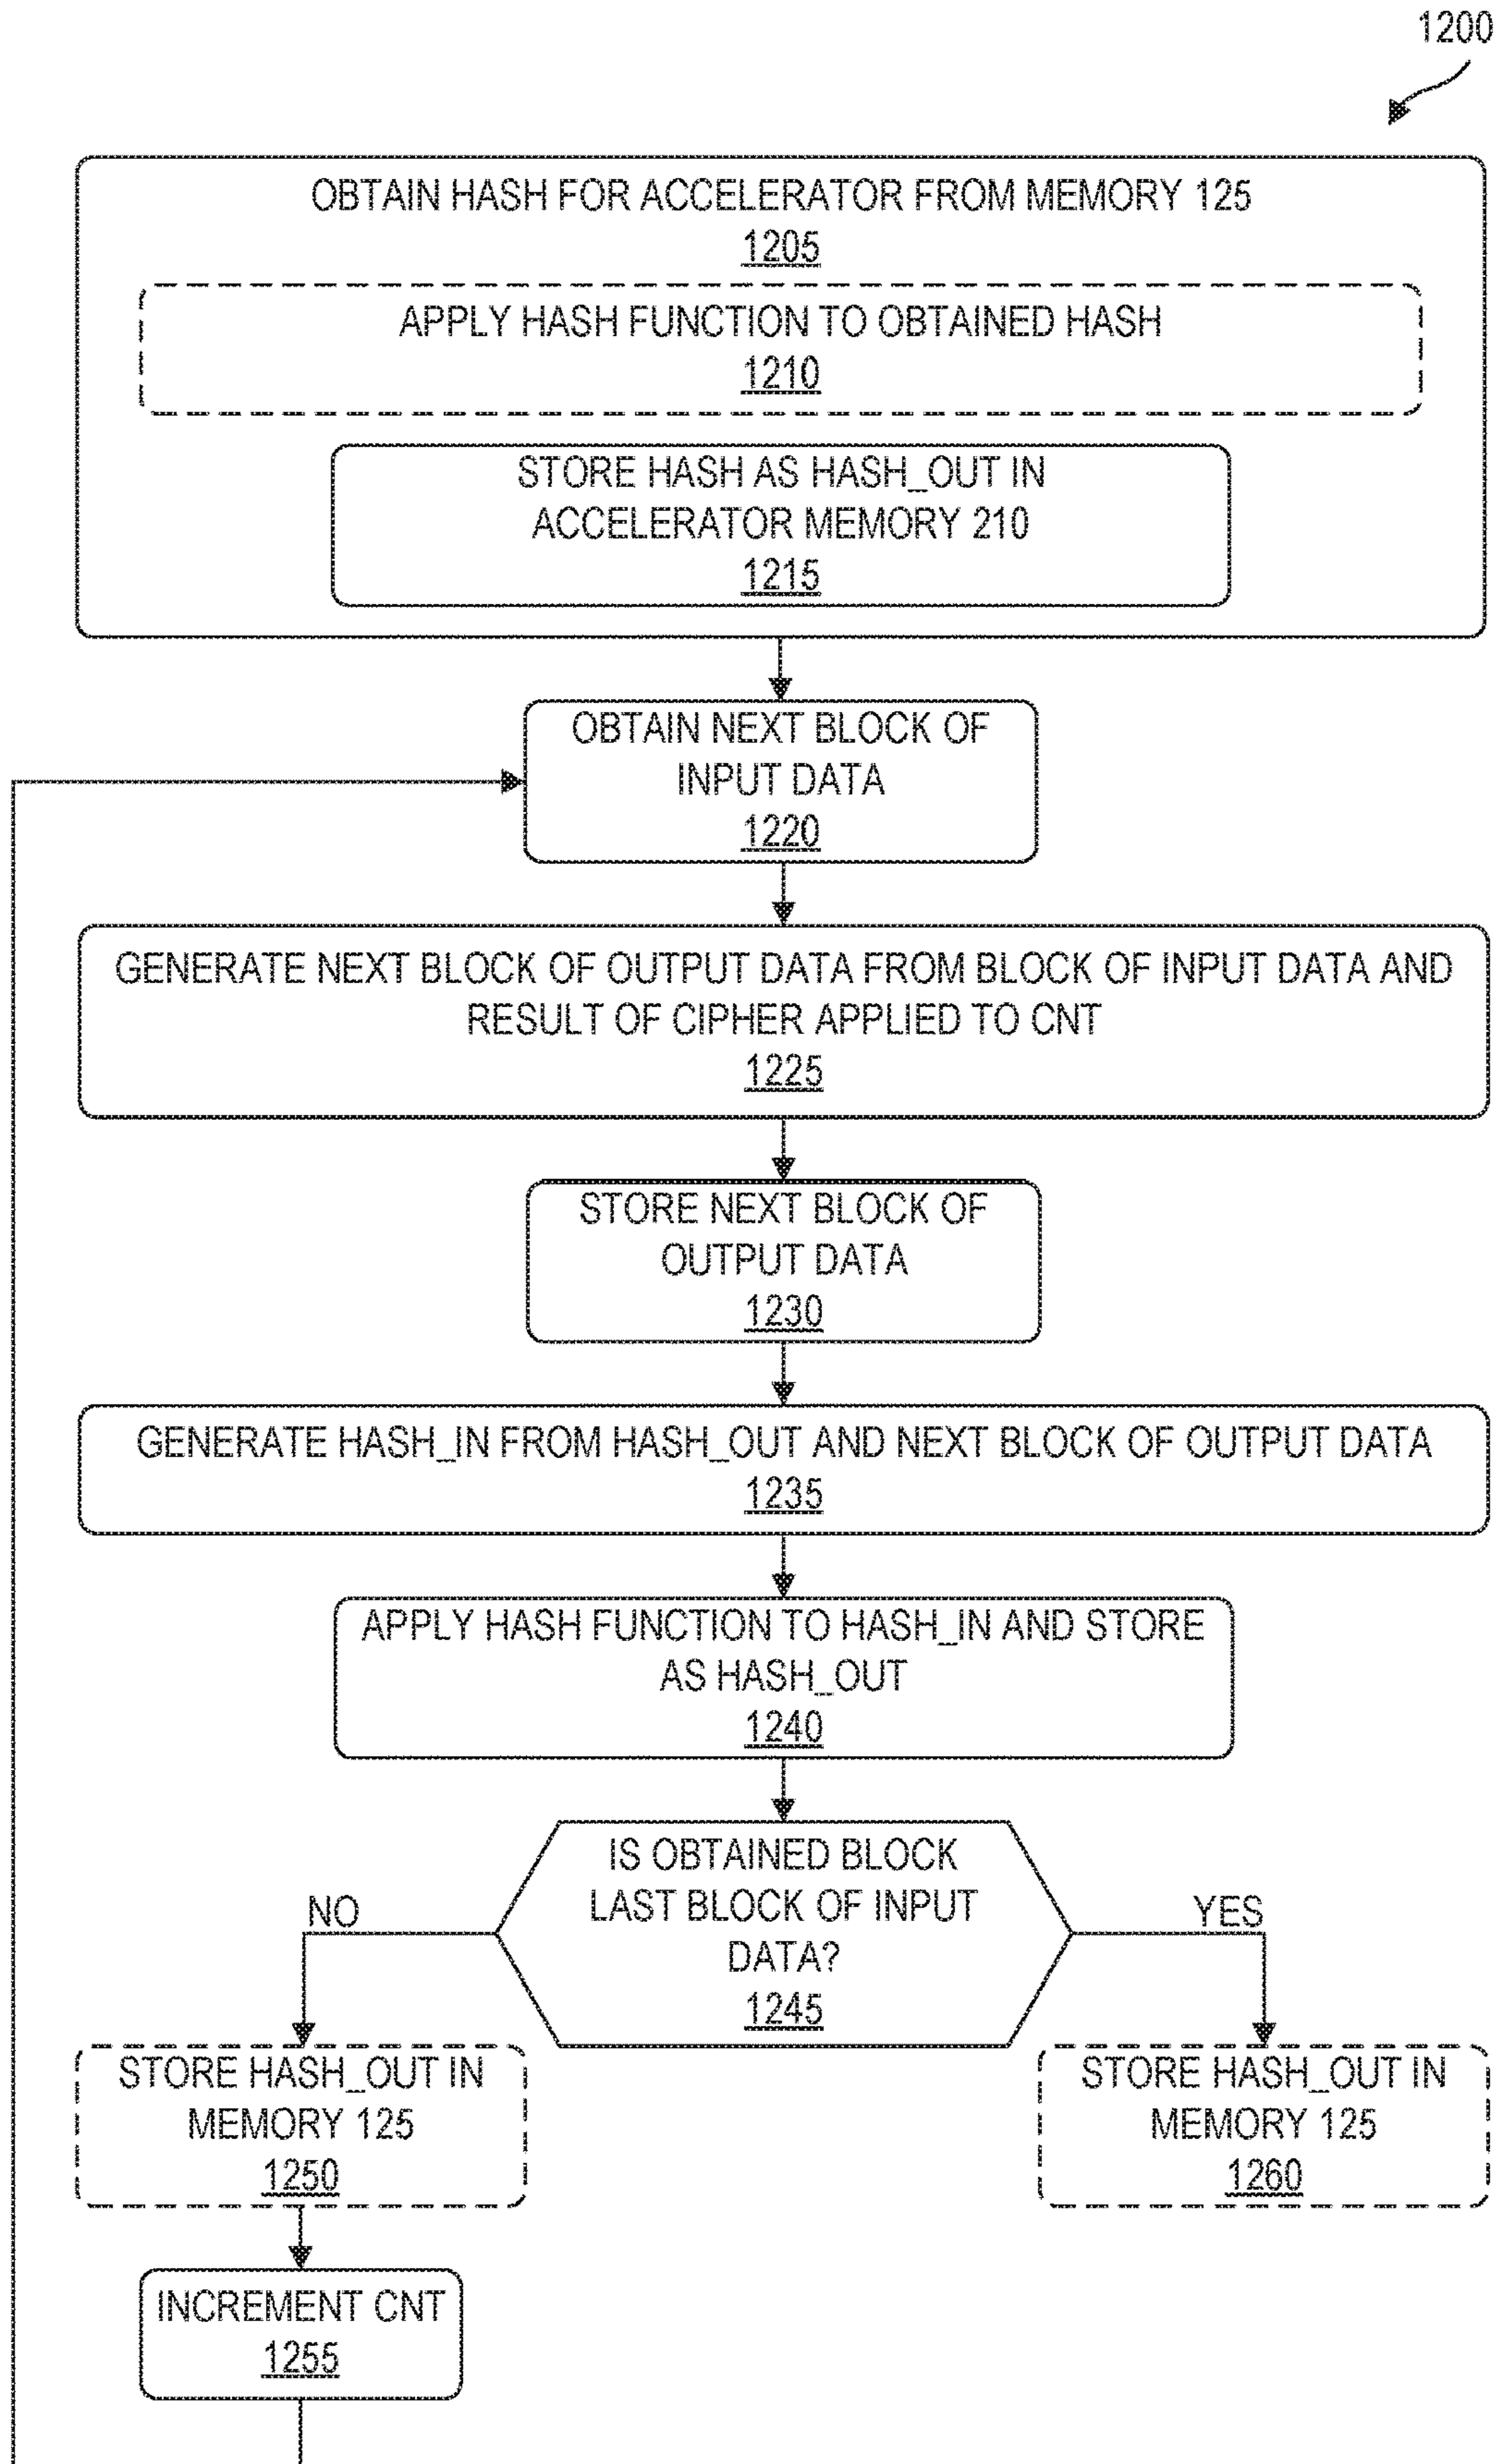 1200
OBTAIN HASH FOR ACCELERATOR FROM MEMORY 125
1205
APPLY HASH FUNCTION TO OBTAINED HASH
1210
STORE HASH AS HASH_OUT IN
ACCELERATOR MEMORY 210
1215
OBTAIN NEXT BLOCK OF
INPUT DATA
1220
GENERATE NEXT BLOCK OF OUTPUT DATA FROM BLOCK OF INPUT DATA AND
RESULT OF CIPHER APPLIED TO CNT
1225
STORE NEXT BLOCK OF
OUTPUT DATA
1230
GENERATE HASH_IN FROM HASH_OUT AND NEXT BLOCK OF OUTPUT DATA
1235
APPLY HASH FUNCTION TO HASH_IN AND STORE
AS HASH_OUT
1240
IS OBTAINED BLOCK
LAST BLOCK OF INPUT
DATA?
1245
NO
YES
STORE HASH_OUT IN
MEMORY 125
1250
STORE HASH_OUT IN
MEMORY 125
1260
INCREMENT CNT
1255